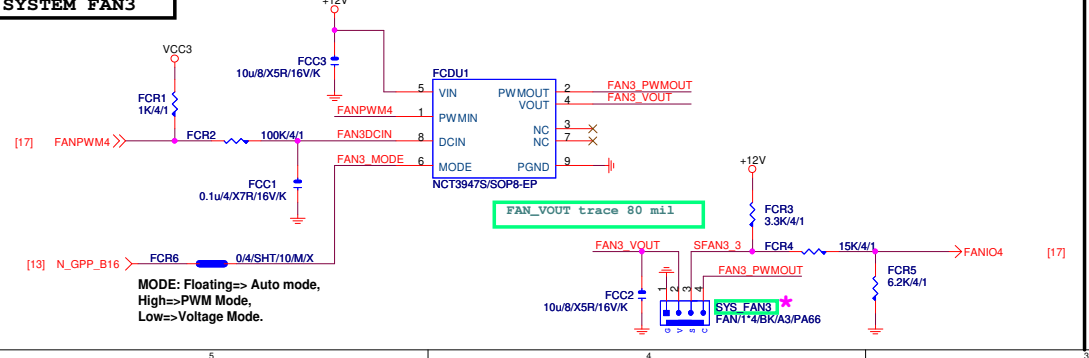 SYSTEM FAN3
+12V
VCC3
FCC3
10u/8/X5R/16V/K
FCDU1
FCR1
1K/4/1
5
VIN
PWMOUT
2
FAN3_PWMOUT
VOUT
4
FAN3_VOUT
FANPWM4
1
PWMIN
NC
3
[17]
FANPWM4
FCR2
100K/4/1
FAN3DCIN
8
DCIN
NC
7
FAN3_MODE
6
MODE
PGND
9
NCT3947S/SOP8-EP
FCC1
0.1u/4/X7R/16V/K
+12V
FAN_VOUT trace 80 mil
FCR3
3.3K/4/1
[13]
N_GPP_B16
FCR6
0/4/SHT/10/M/X
FAN3_VOUT
SFAN3_3
FCR4
15K/4/1
FANIO4
[17]
MODE: Floating=> Auto mode,
High=>PWM Mode,
Low=>Voltage Mode.
FAN3_PWMOUT
FCR5
6.2K/4/1
FCC2
10u/8/X5R/16V/K
1
2
3
4
G
V
S
C
SYS_FAN3
*
FAN/1*4/BK/A3/PA66
5
4
3